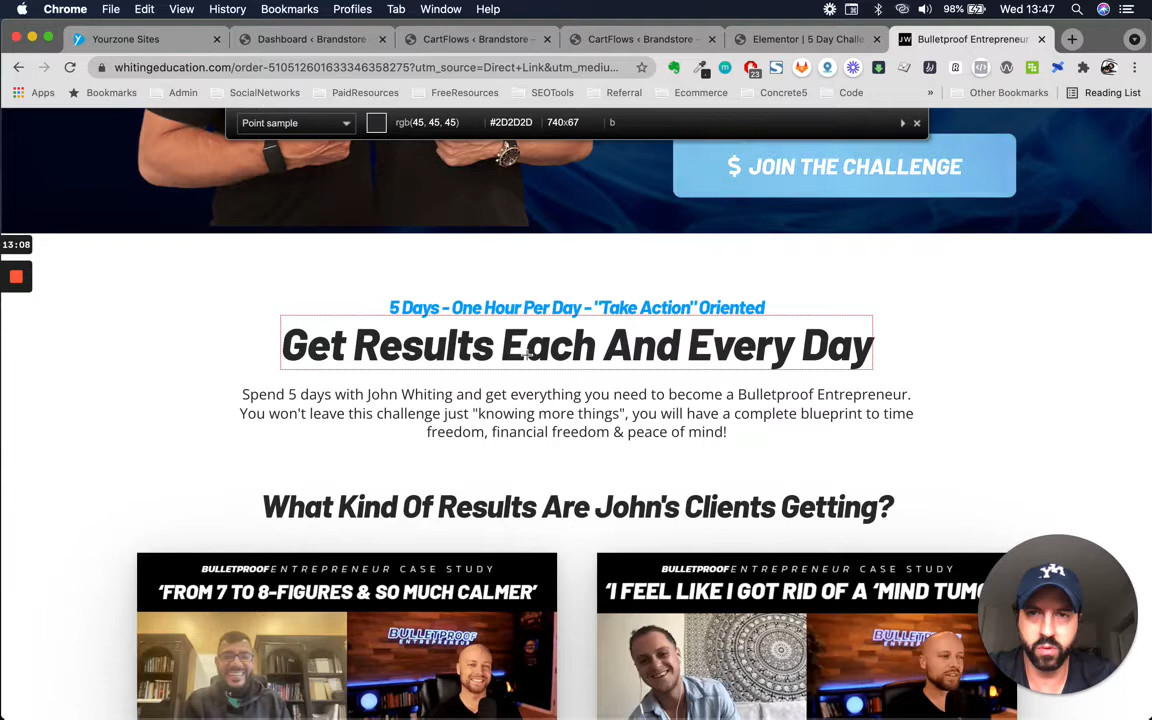 Chrome File Edit View History Bookmarks Profiles Tab Window Help 98% Wed 13:47
Yourzone Sites Dashboard ‹ Brandstore CartFlows ‹ Brandstore – CartFlows ‹ Brandstore – Elementor | 5 Day Challe Bulletproof Entrepreneur
whitingeducation.com/order-5105126016333463582​75?utm_source=Direct+Link&utm_mediu...
Apps Bookmarks Admin SocialNetworks PaidResources FreeResources SEOTools Referral Ecommerce Concrete5 Code » Other Bookmarks Reading List
Point sample rgb(45, 45, 45) #2D2D2D 740x67 b
$ JOIN THE CHALLENGE
13:08
5 Days - One Hour Per Day - "Take Action" Oriented
Get Results Each And Every Day
Spend 5 days with John Whiting and get everything you need to become a Bulletproof Entrepreneur.
You won't leave this challenge just "knowing more things", you will have a complete blueprint to time
freedom, financial freedom & peace of mind!
What Kind Of Results Are John's Clients Getting?
BULLETPROOF ENTREPRENEUR CASE STUDY
'FROM 7 TO 8-FIGURES & SO MUCH CALMER'
BULLETPROOF
ENTREPRENEUR
BULLETPROOF ENTREPRENEUR CASE STUDY
'I FEEL LIKE I GOT RID OF A 'MIND TUMO